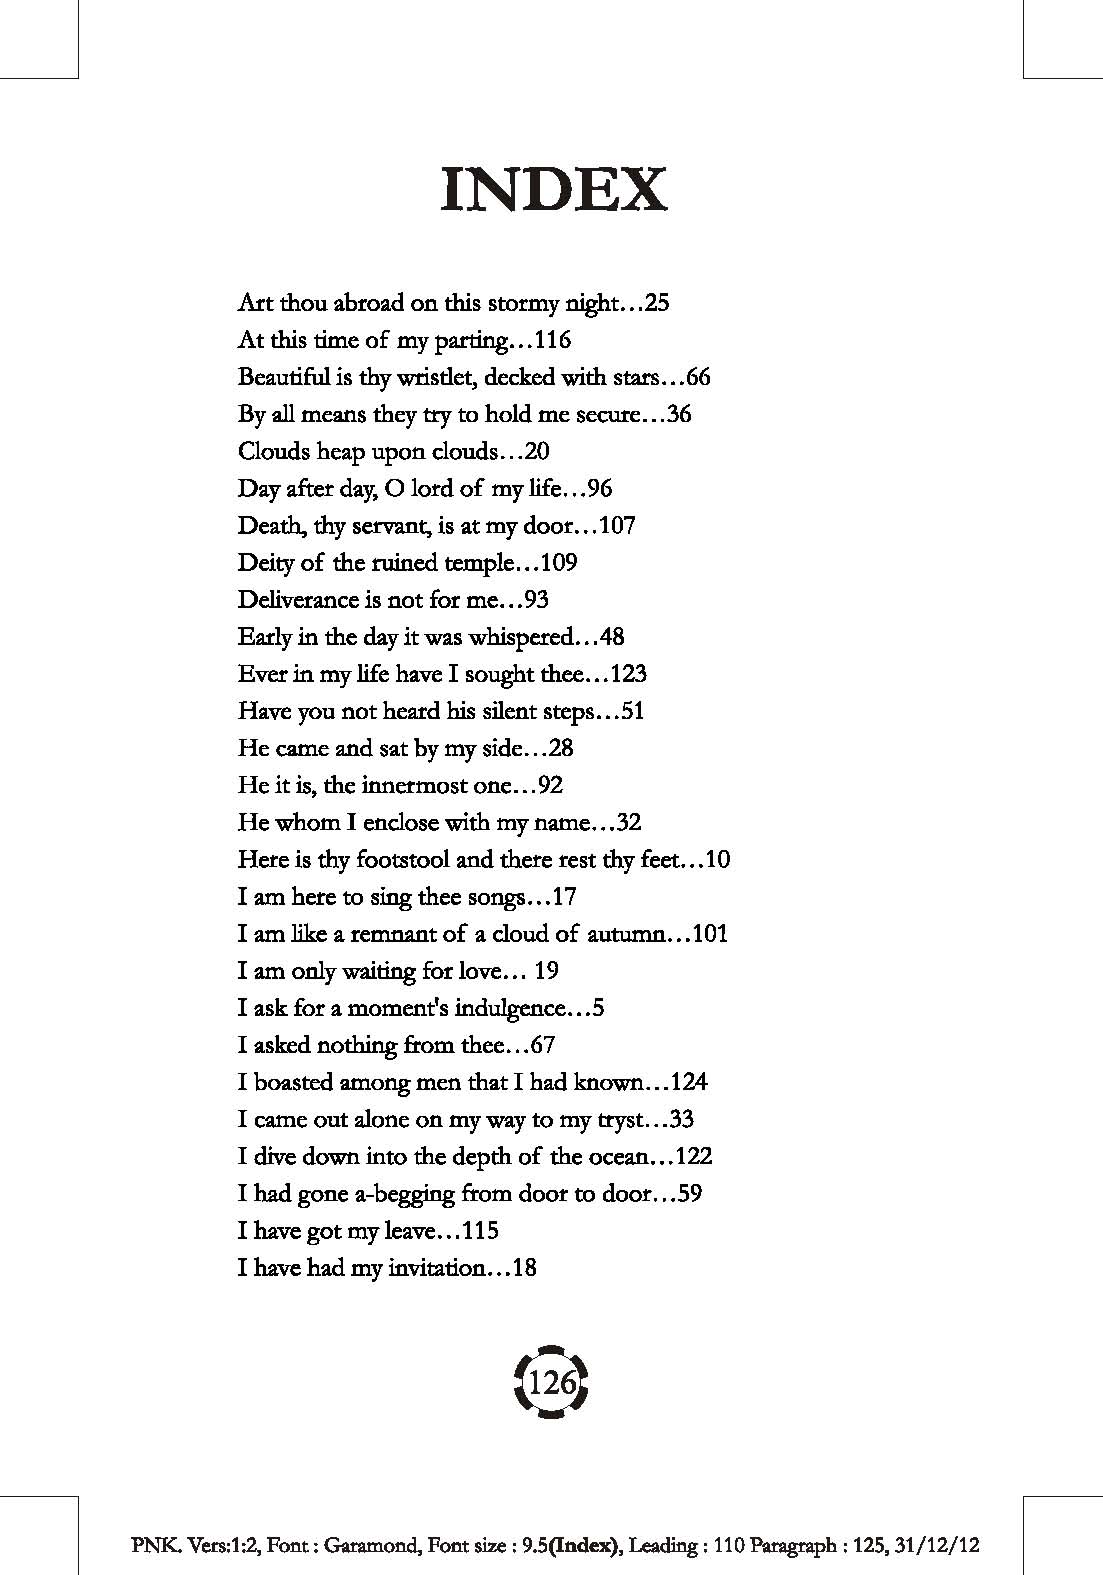 INDEX
Art thou abroad on this stormy night…25
At this time of my parting…116
Beautiful is thy wristlet, decked with stars…66
By all means they try to hold me secure…36
Clouds heap upon clouds…20
Day after day, O lord of my life…96
Death, thy servant, is at my door…107
Deity of the ruined temple…109
Deliverance is not for me…93
Early in the day it was whispered…48
Ever in my life have I sought thee…123
Have you not heard his silent steps…51
He came and sat by my side…28
He it is, the innermost one…92
He whom I enclose with my name…32
Here is thy footstool and there rest thy feet…10
I am here to sing thee songs…17
I am like a remnant of a cloud of autumn…101
I am only waiting for love… 19
I ask for a moment's indulgence…5
I asked nothing from thee…67
I boasted among men that I had known…124
I came out alone on my way to my tryst…33
I dive down into the depth of the ocean…122
I had gone a-begging from door to door…59
I have got my leave…115
I have had my invitation…18
126
PNK. Vers:1:2, Font : Garamond, Font size : 9.5(Index), Leading : 110 Paragraph : 125, 31/12/12